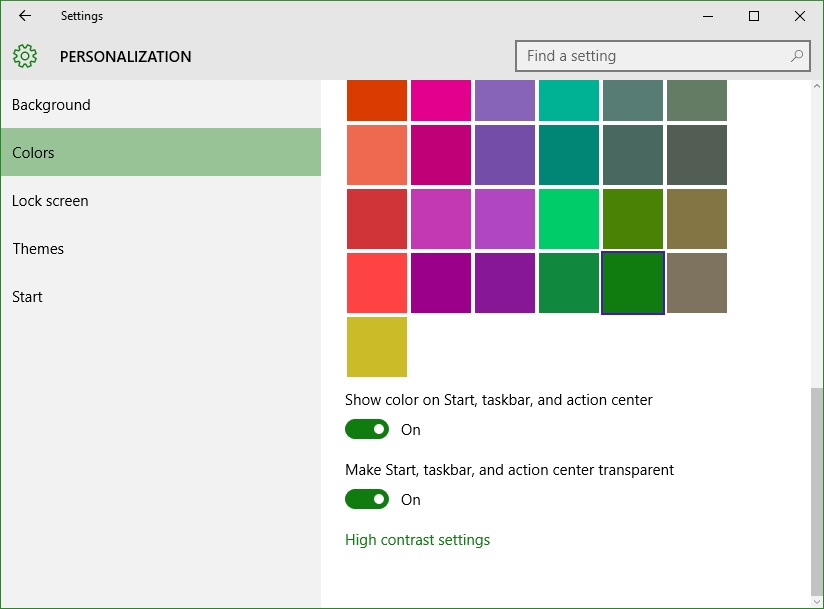 Settings
PERSONALIZATION
Find a setting
Background
Colors
Lock screen
Themes
Start
Show color on Start, taskbar, and action center
On
Make Start, taskbar, and action center transparent
On
High contrast settings